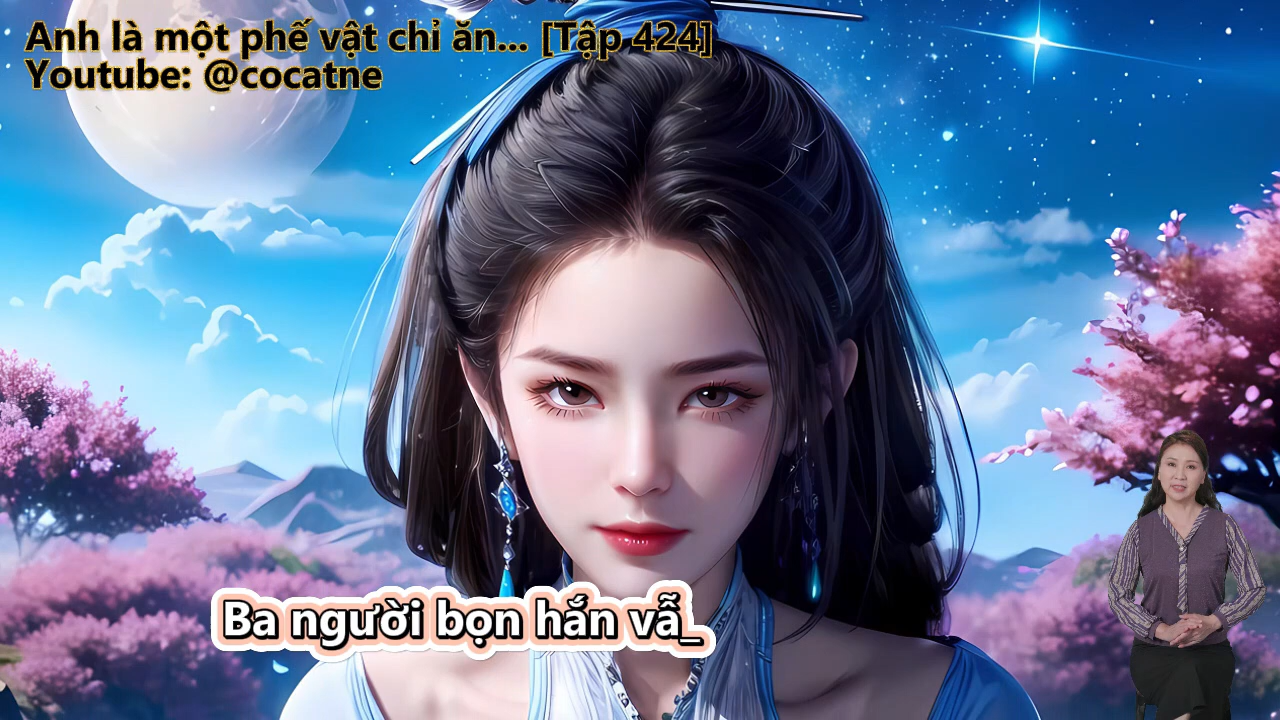 Anh là một phế vật chỉ ăn... [Tập 424]
Youtube: @cocatne
Ba người bọn hắn vẫ_